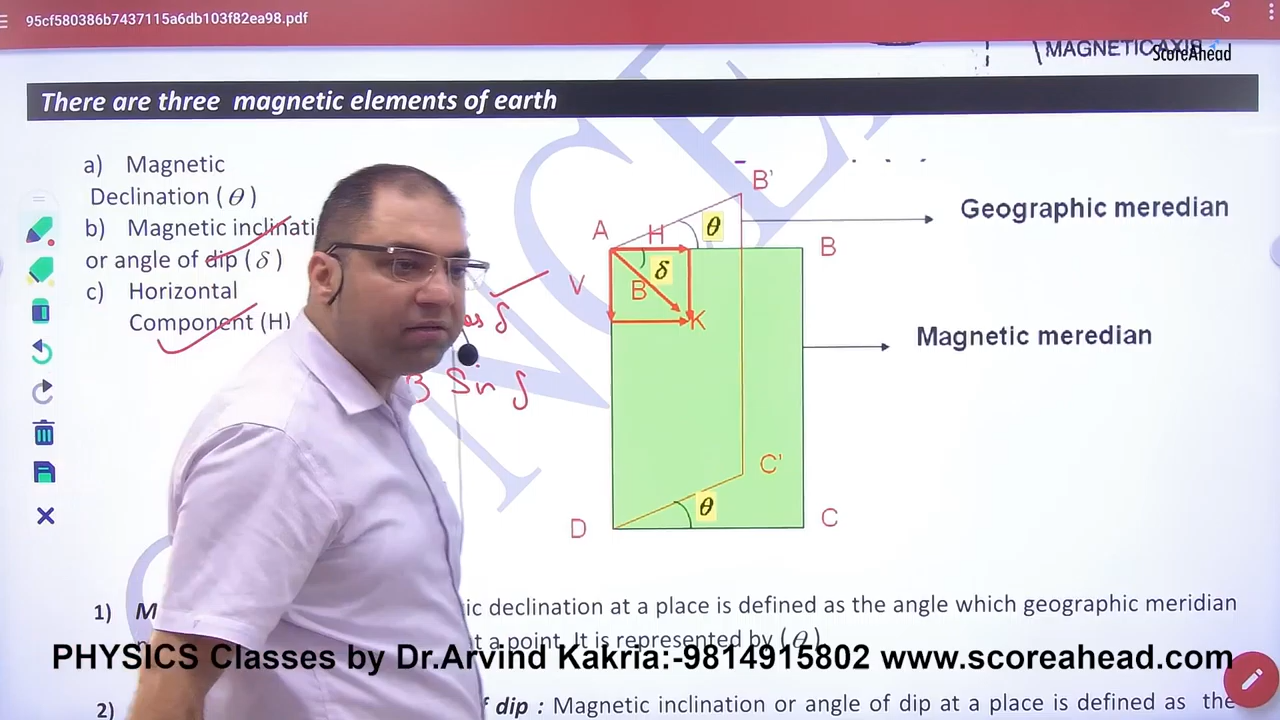 95cf580386b7437115a6db103f82ea98.pdf
MAGNETIC AXIS
ScoreAhead
There are three magnetic elements of earth
a) Magnetic
Declination (θ)
b) Magnetic inclinati
or angle of dip (δ)
c) Horizontal
Component (H)
es δ
B Sin δ
B'
A
H
θ
Geographic meredian
B
V
δ
B
K
Magnetic meredian
C'
θ
D
C
1) M ic declination at a place is defined as the angle which geographic meridian
t a point. It is represented by (θ).
PHYSICS Classes by Dr.Arvind Kakria:-9814915802 www.scoreahead.com
2) f dip : Magnetic inclination or angle of dip at a place is defined as the